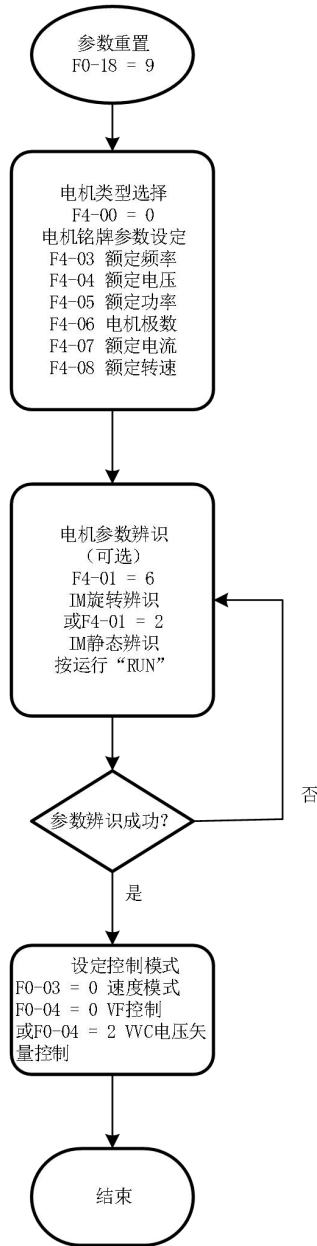 参数重置
F0-18 = 9
电机类型选择
F4-00 = 0
电机铭牌参数设定
F4-03 额定频率
F4-04 额定电压
F4-05 额定功率
F4-06 电机极数
F4-07 额定电流
F4-08 额定转速
电机参数辨识
（可选）
F4-01 = 6
IM旋转辨识
或F4-01 = 2
IM静态辨识
按运行“RUN”
参数辨识成功?
否
是
设定控制模式
F0-03 = 0 速度模式
F0-04 = 0 VF控制
或F0-04 = 2 VVC电压矢
量控制
结束